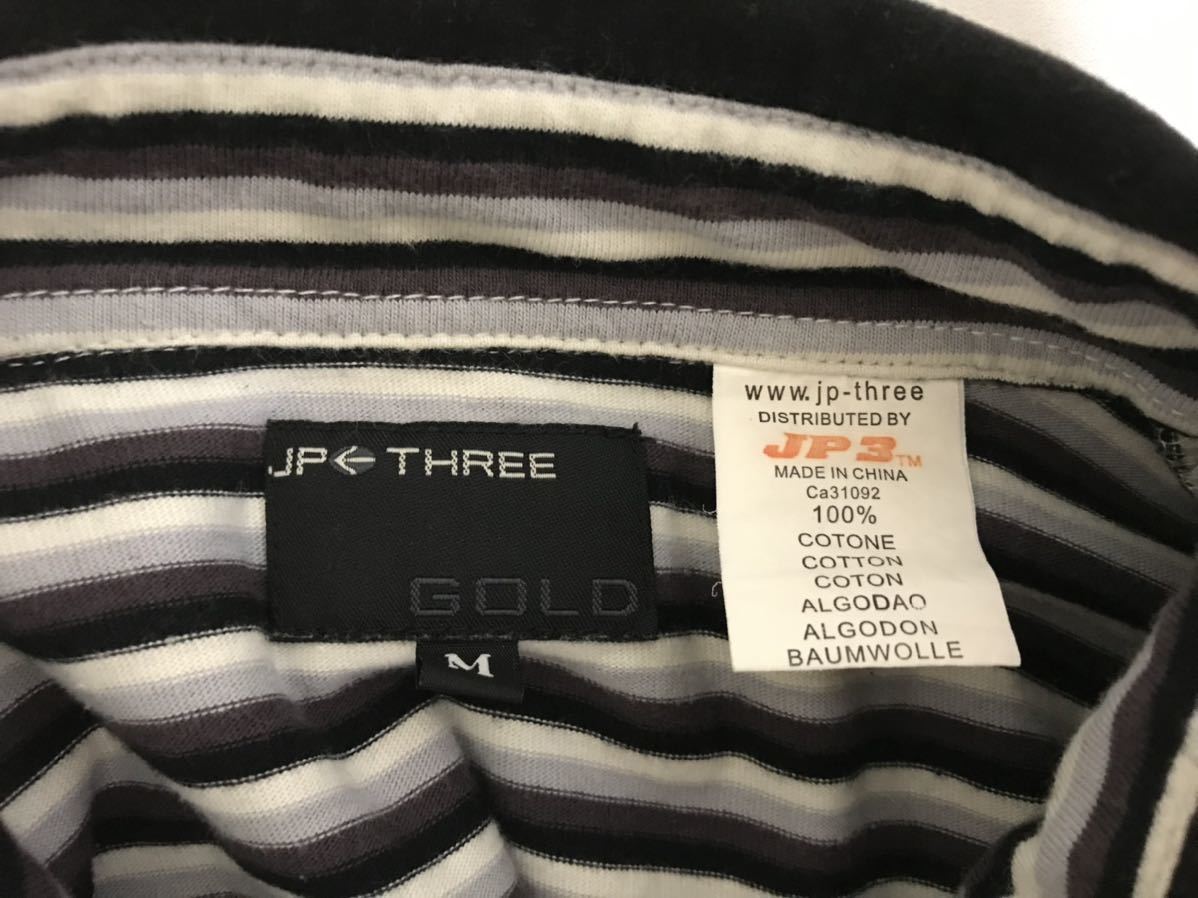 JP THREE
GOLD
M
www.jp-three
DISTRIBUTED BY
JP3™
MADE IN CHINA
Ca31092
100%
COTONE
COTTON
COTON
ALGODAO
ALGODON
BAUMWOLLE